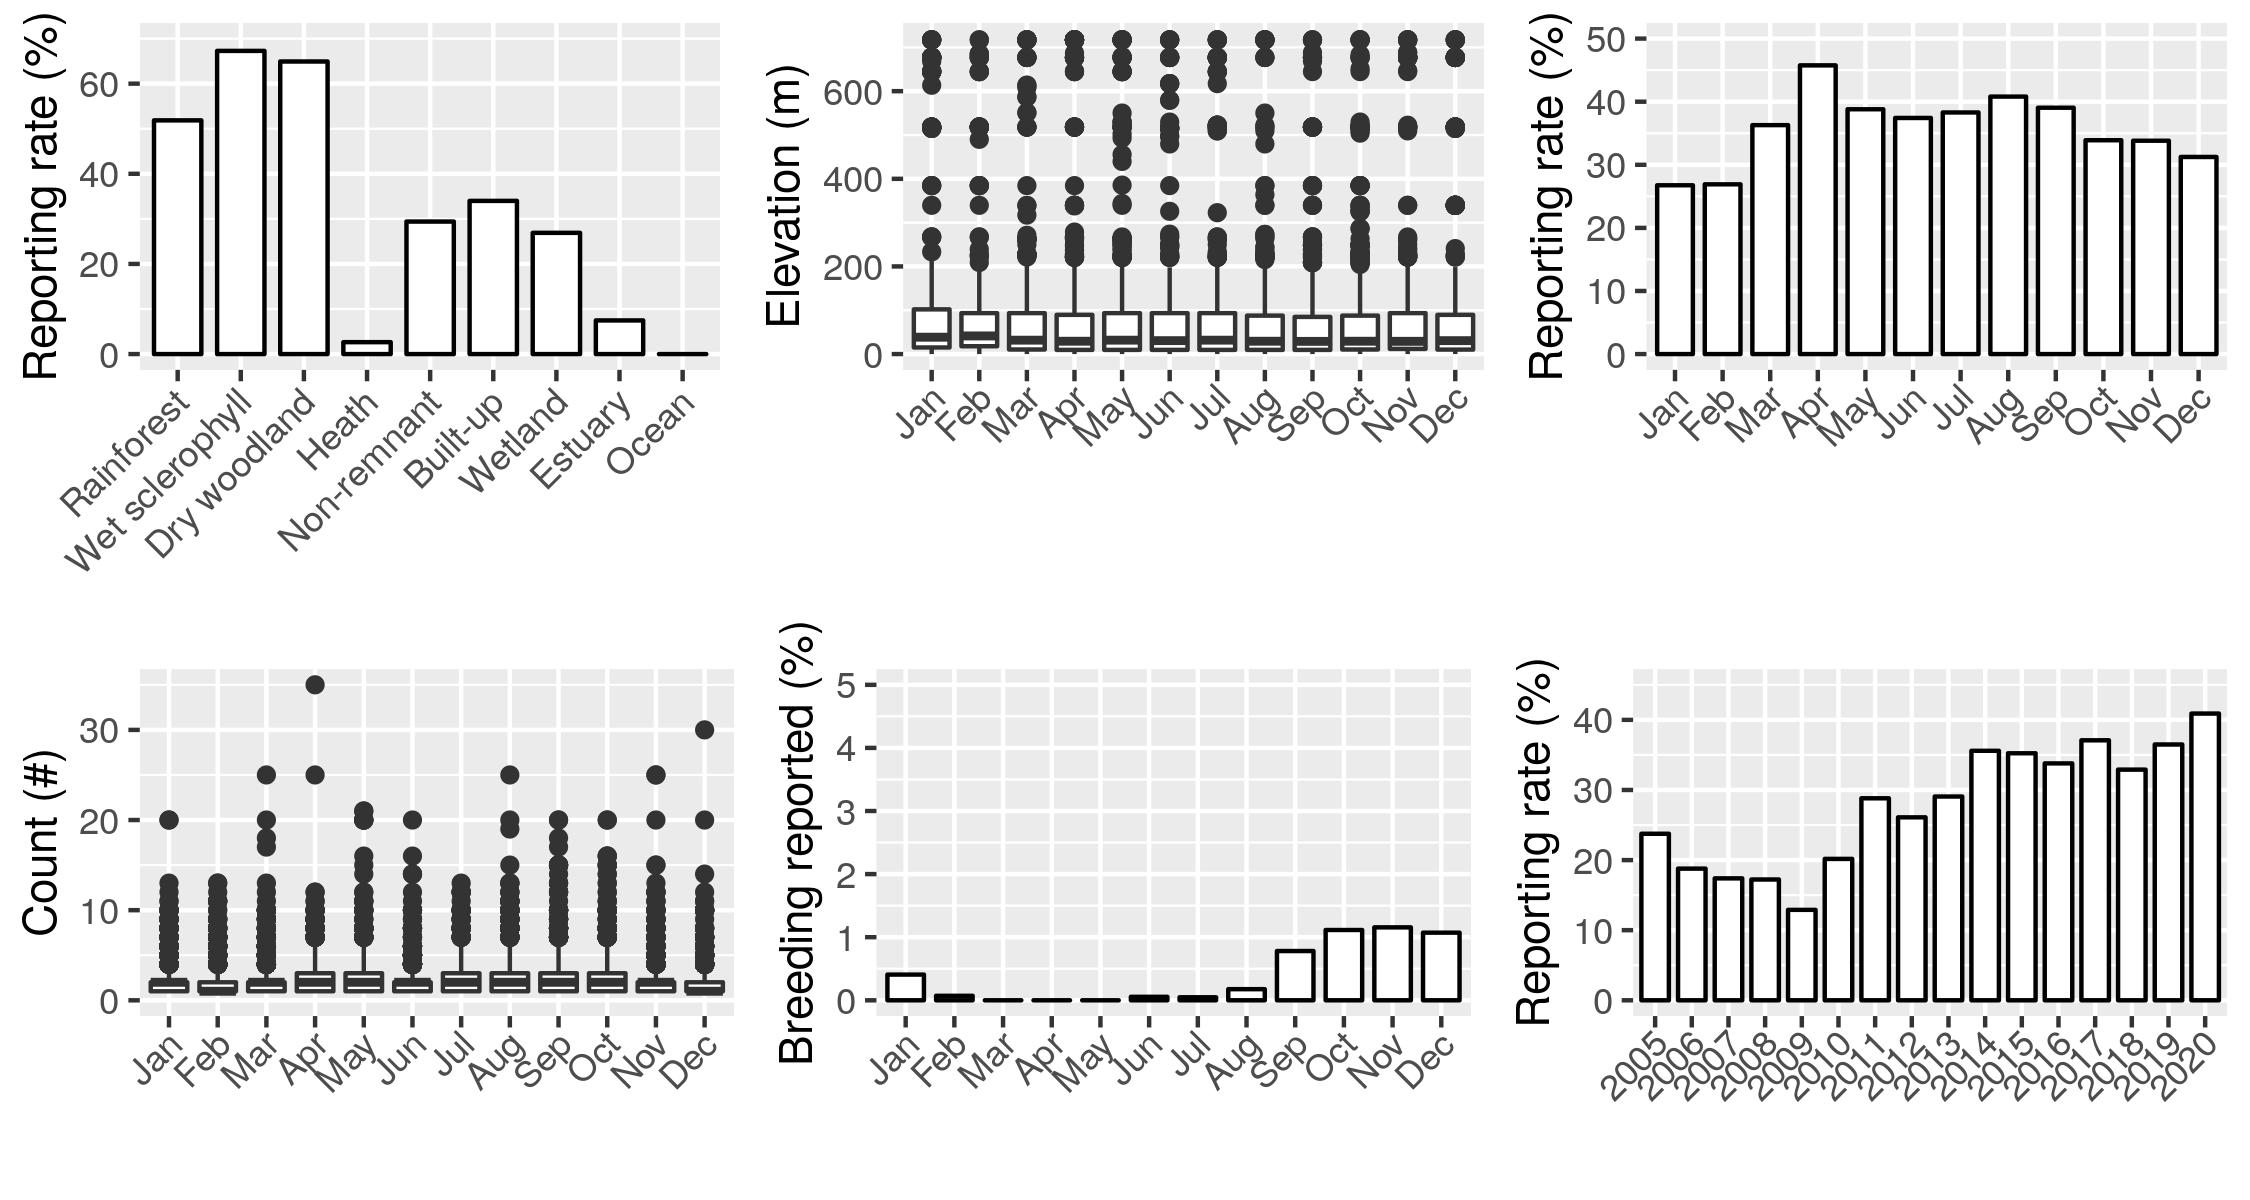 Reporting rate (%)
60
40
20
0
Rainforest
Wet sclerophyll
Dry woodland
Heath
Non-remnant
Built-up
Wetland
Estuary
Ocean
Elevation (m)
600
400
200
0
Jan
Feb
Mar
Apr
May
Jun
Jul
Aug
Sep
Oct
Nov
Dec
Reporting rate (%)
50
40
30
20
10
0
Jan
Feb
Mar
Apr
May
Jun
Jul
Aug
Sep
Oct
Nov
Dec
Count (#)
30
20
10
0
Jan
Feb
Mar
Apr
May
Jun
Jul
Aug
Sep
Oct
Nov
Dec
Breeding reported (%)
5
4
3
2
1
0
Jan
Feb
Mar
Apr
May
Jun
Jul
Aug
Sep
Oct
Nov
Dec
Reporting rate (%)
40
30
20
10
0
2005
2006
2007
2008
2009
2010
2011
2012
2013
2014
2015
2016
2017
2018
2019
2020